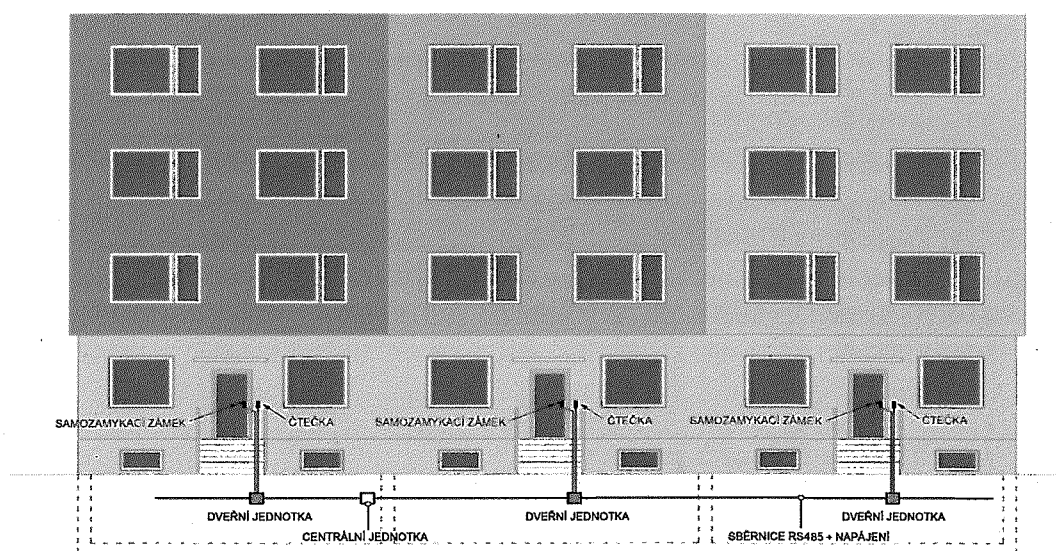 SAMOZAMYKACÍ ZÁMEK
ČTEČKA
SAMOZAMYKACÍ ZÁMEK
ČTEČKA
SAMOZAMYKACÍ ZÁMEK
ČTEČKA
DVEŘNÍ JEDNOTKA
DVEŘNÍ JEDNOTKA
DVEŘNÍ JEDNOTKA
CENTRÁLNÍ JEDNOTKA
SBĚRNICE RS485 + NAPÁJENÍ